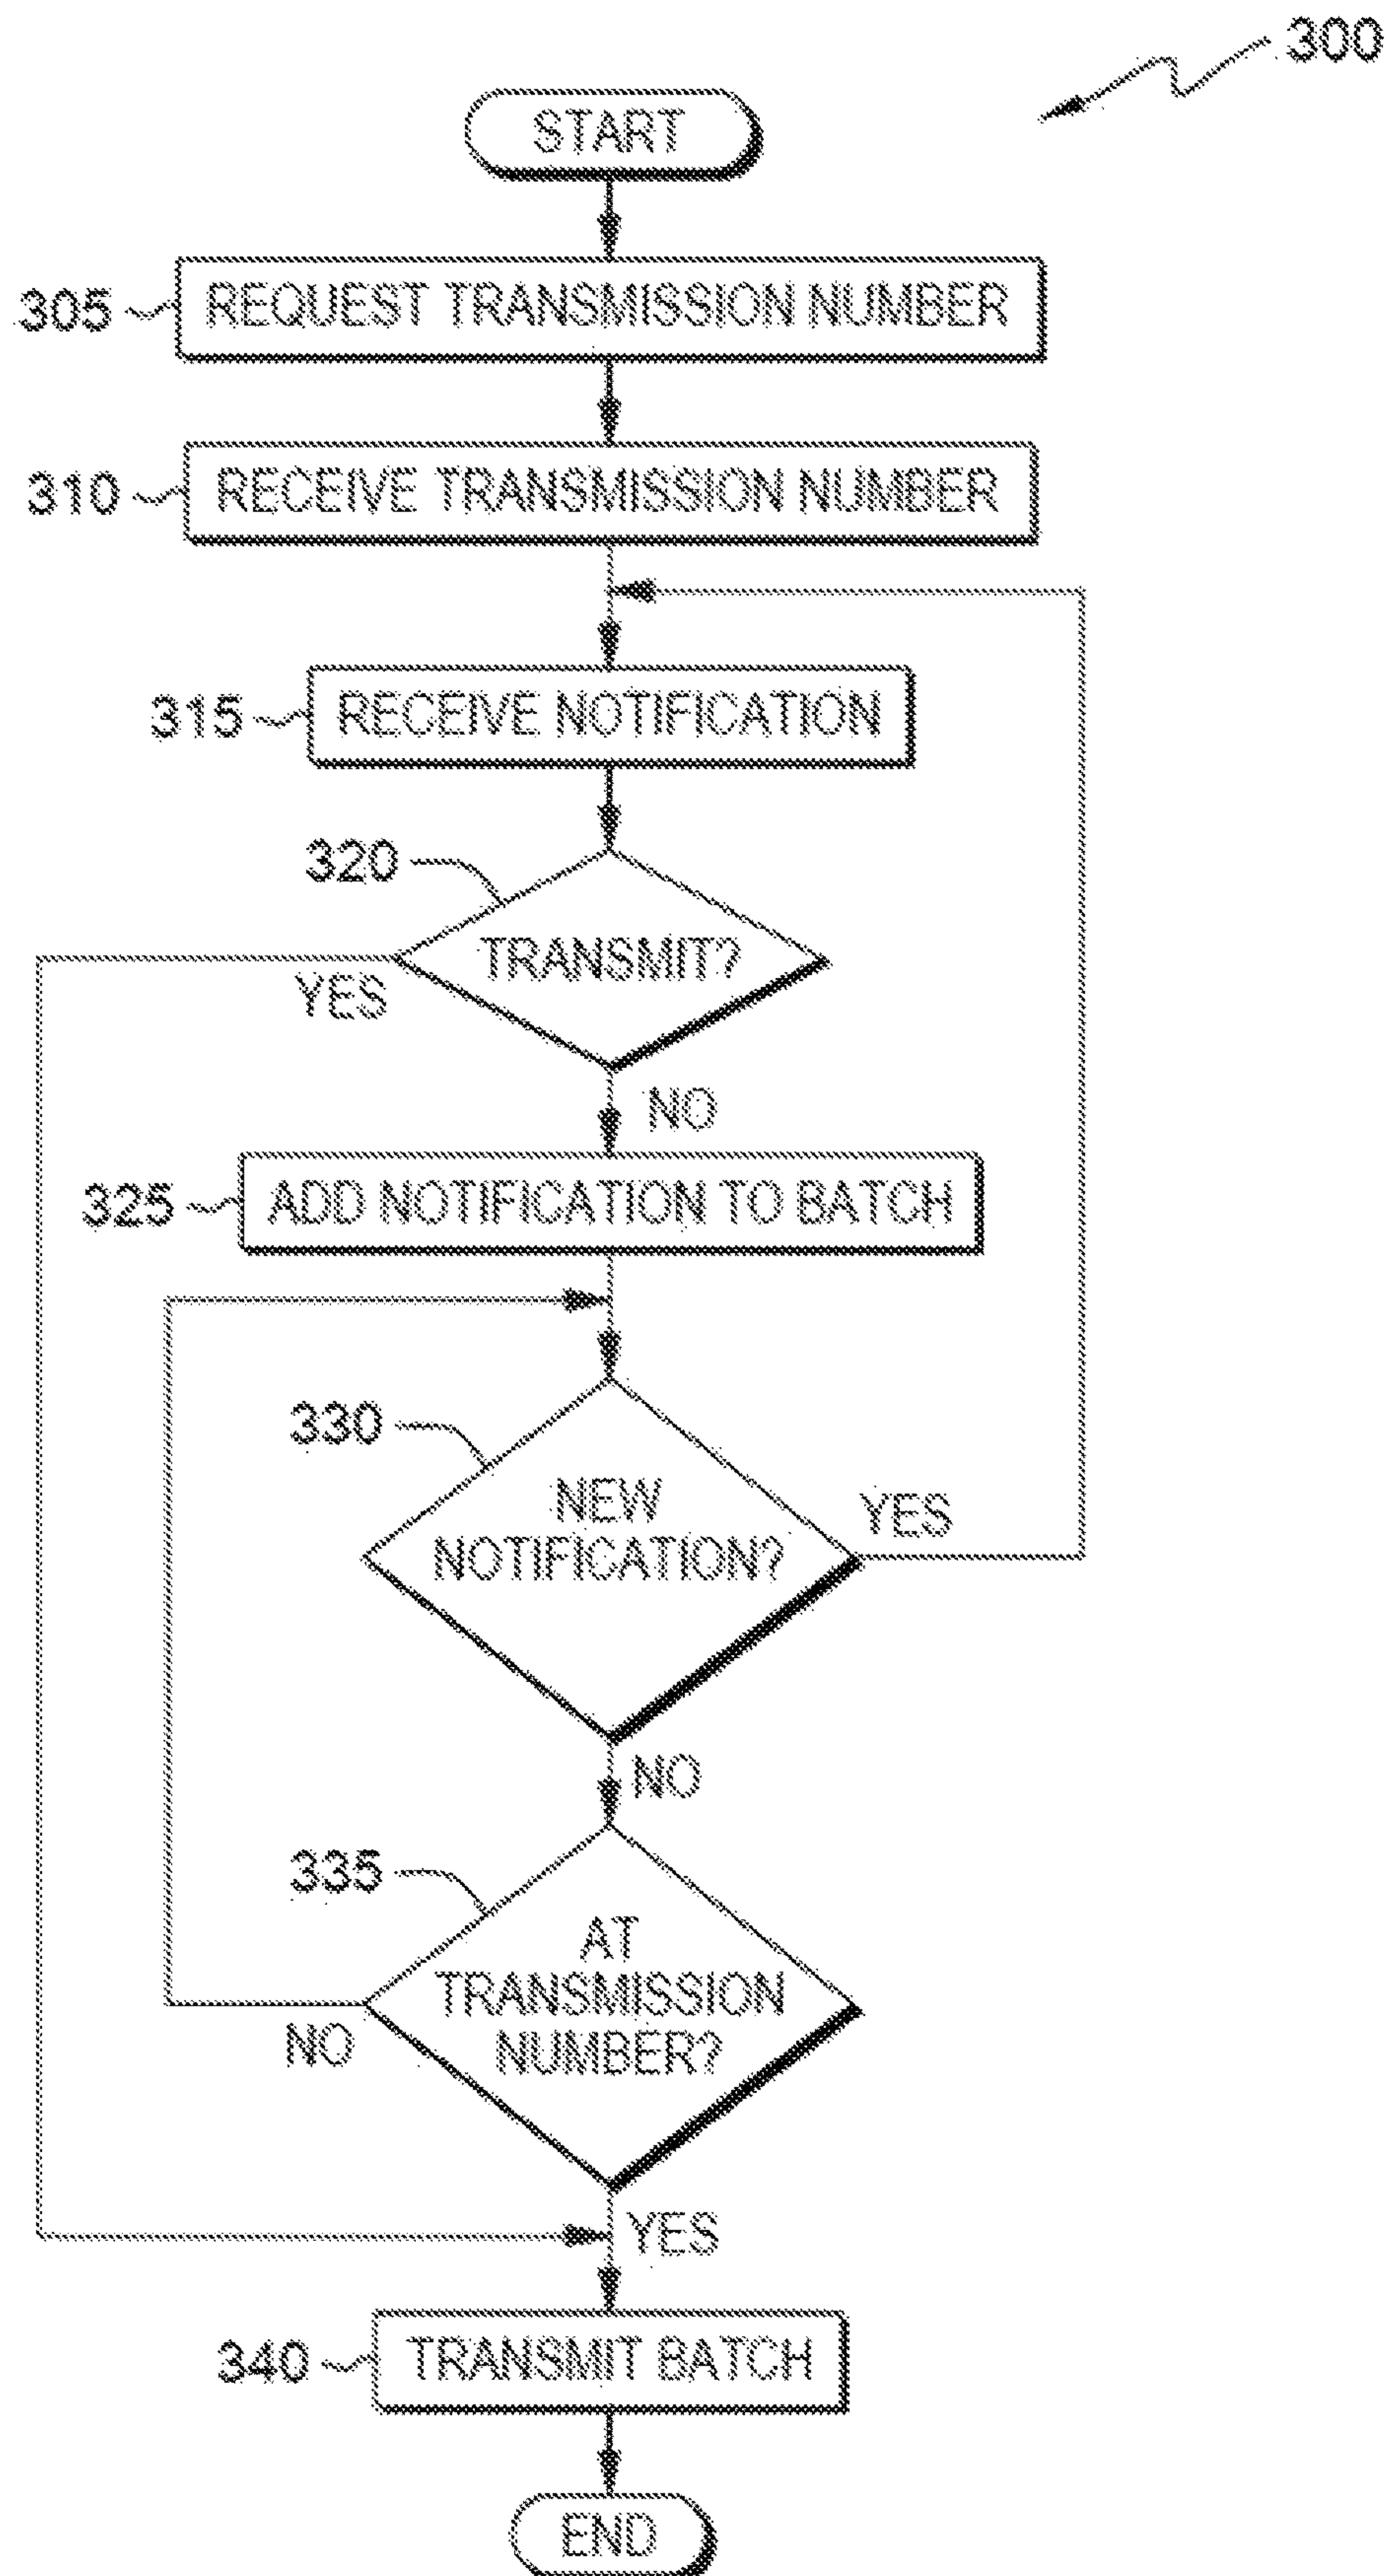 300
START
305
REQUEST TRANSMISSION NUMBER
310
RECEIVE TRANSMISSION NUMBER
315
RECEIVE NOTIFICATION
320
TRANSMIT?
YES
NO
325
ADD NOTIFICATION TO BATCH
330
NEW
NOTIFICATION?
YES
NO
335
AT
TRANSMISSION
NUMBER?
NO
YES
340
TRANSMIT BATCH
END